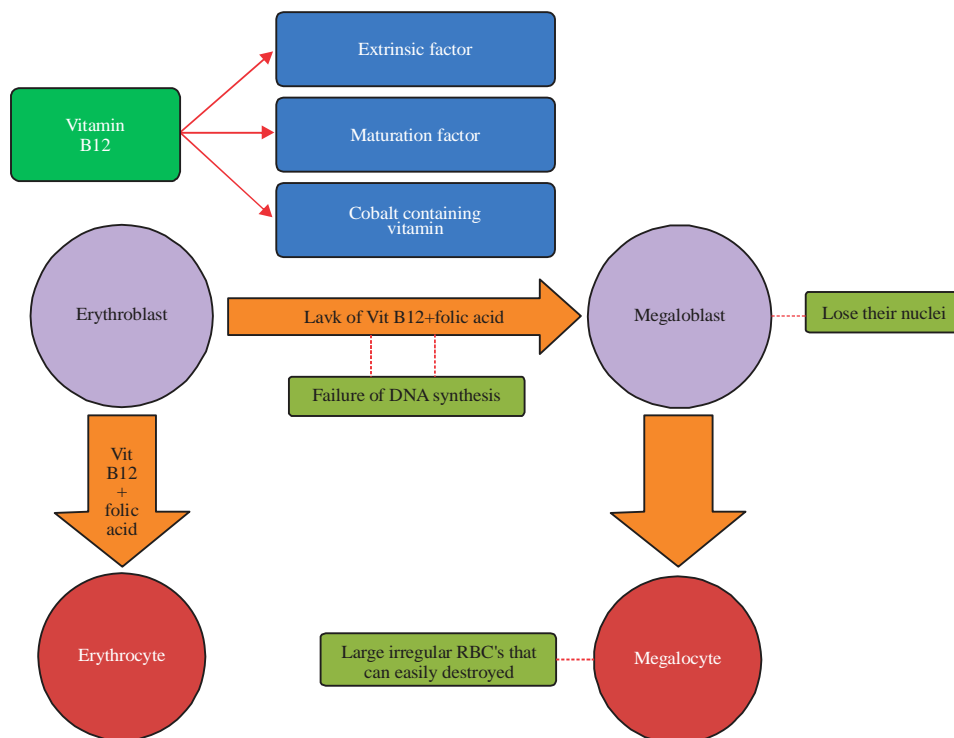 Extrinsic factor
Vitamin
B12
Maturation factor
Cobalt containing
vitamin
Erythroblast
Lavk of Vit B12+folic acid
Megaloblast
Lose their nuclei
Failure of DNA synthesis
Vit
B12
+
folic
acid
Erythrocyte
Large irregular RBC's that
can easily destroyed
Megalocyte